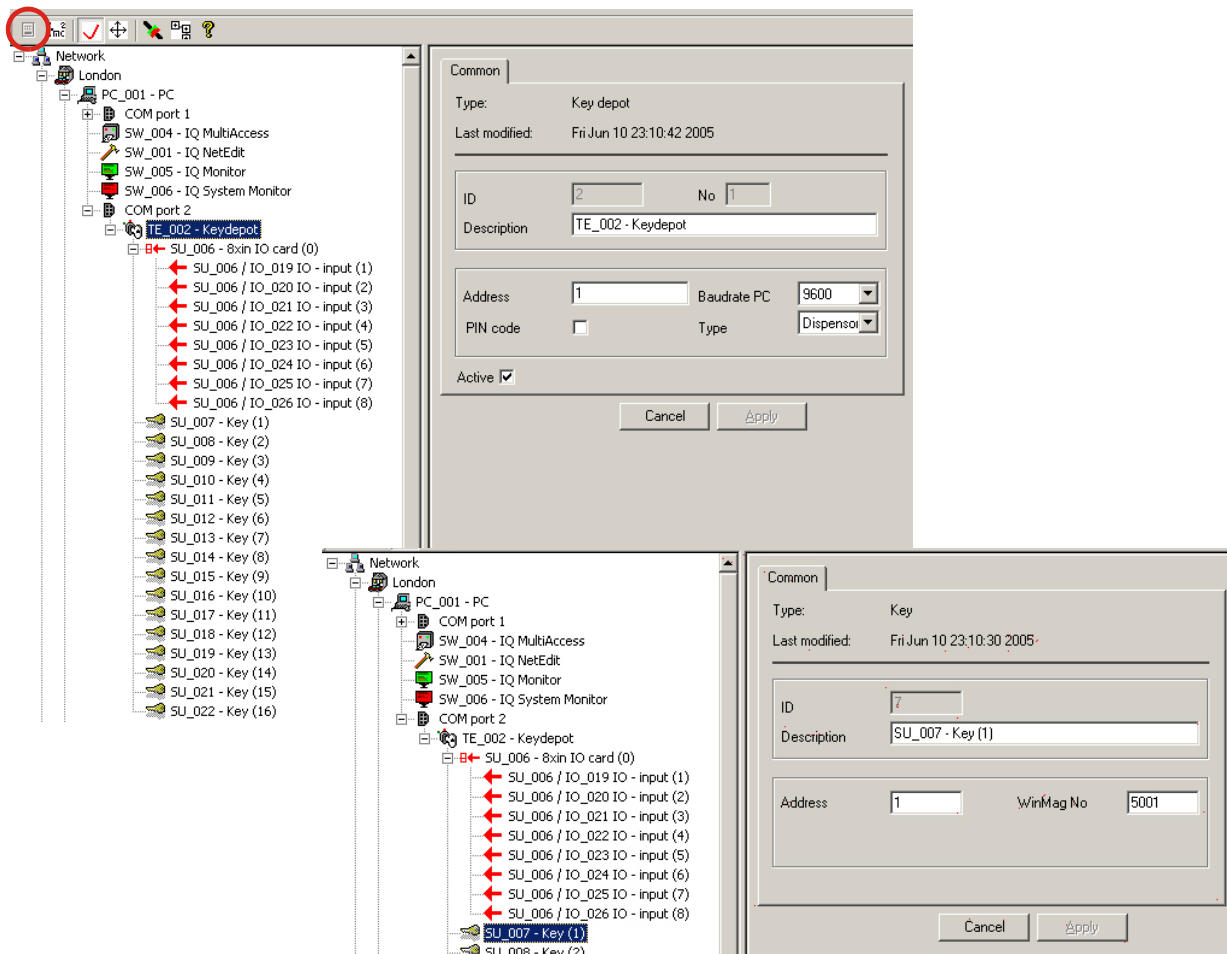 Network
London
PC_001 - PC
COM port 1
SW_004 - IQ MultiAccess
SW_001 - IQ NetEdit
SW_005 - IQ Monitor
SW_006 - IQ System Monitor
COM port 2
TE_002 - Keydepot
SU_006 - 8xin IO card (0)
SU_006 / IO_019 IO - input (1)
SU_006 / IO_020 IO - input (2)
SU_006 / IO_021 IO - input (3)
SU_006 / IO_022 IO - input (4)
SU_006 / IO_023 IO - input (5)
SU_006 / IO_024 IO - input (6)
SU_006 / IO_025 IO - input (7)
SU_006 / IO_026 IO - input (8)
SU_007 - Key (1)
SU_008 - Key (2)
SU_009 - Key (3)
SU_010 - Key (4)
SU_011 - Key (5)
SU_012 - Key (6)
SU_013 - Key (7)
SU_014 - Key (8)
SU_015 - Key (9)
SU_016 - Key (10)
SU_017 - Key (11)
SU_018 - Key (12)
SU_019 - Key (13)
SU_020 - Key (14)
SU_021 - Key (15)
SU_022 - Key (16)
Common
Type: Key depot
Last modified: Fri Jun 10 23:10:42 2005
ID 2 No 1
Description TE_002 - Keydepot
Address 1 Baudrate PC 9600
PIN code Type
Active
Cancel Apply
Network
London
PC_001 - PC
COM port 1
SW_004 - IQ MultiAccess
SW_001 - IQ NetEdit
SW_005 - IQ Monitor
SW_006 - IQ System Monitor
COM port 2
TE_002 - Keydepot
SU_006 - 8xin IO card (0)
SU_006 / IO_019 IO - input (1)
SU_006 / IO_020 IO - input (2)
SU_006 / IO_021 IO - input (3)
SU_006 / IO_022 IO - input (4)
SU_006 / IO_023 IO - input (5)
SU_006 / IO_024 IO - input (6)
SU_006 / IO_025 IO - input (7)
SU_006 / IO_026 IO - input (8)
SU_007 - Key (1)
SU_008 - Key (2)
Common
Type: Key
Last modified: Fri Jun 10 23:10:30 2005
ID 7
Description SU_007 - Key (1)
Address 1 WinMag No 5001
Cancel Apply